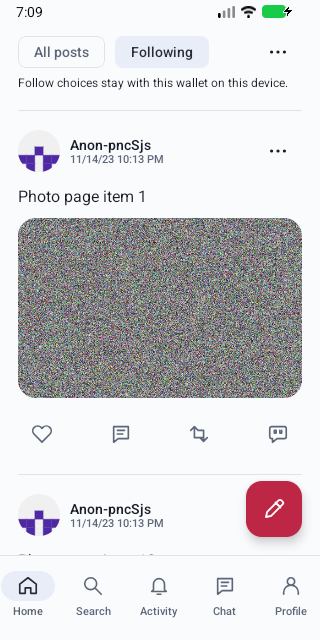 7:09
All posts
Following
Follow choices stay with this wallet on this device.
Anon-pncSjs
11/14/23 10:13 PM
Photo page item 1
Anon-pncSjs
11/14/23 10:13 PM
Home
Search
Activity
Chat
Profile